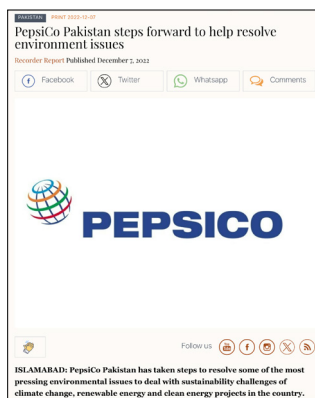 PAKISTAN PRINT 2022-12-07
PepsiCo Pakistan steps forward to help resolve
environment issues
Recorder Report Published December 7, 2022
Facebook
Twitter
Whatsapp
Comments
PEPSICO
Follow us
ISLAMABAD: PepsiCo Pakistan has taken steps to resolve some of the most
pressing environmental issues to deal with sustainability challenges of
climate change, renewable energy and clean energy projects in the country.